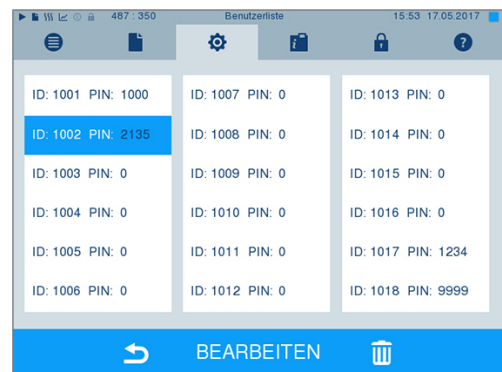 487 : 350 Benutzerliste 15:53 17.05.2017
ID: 1001 PIN: 1000
ID: 1002 PIN: 2135
ID: 1003 PIN: 0
ID: 1004 PIN: 0
ID: 1005 PIN: 0
ID: 1006 PIN: 0
ID: 1007 PIN: 0
ID: 1008 PIN: 0
ID: 1009 PIN: 0
ID: 1010 PIN: 0
ID: 1011 PIN: 0
ID: 1012 PIN: 0
ID: 1013 PIN: 0
ID: 1014 PIN: 0
ID: 1015 PIN: 0
ID: 1016 PIN: 0
ID: 1017 PIN: 1234
ID: 1018 PIN: 9999
BEARBEITEN